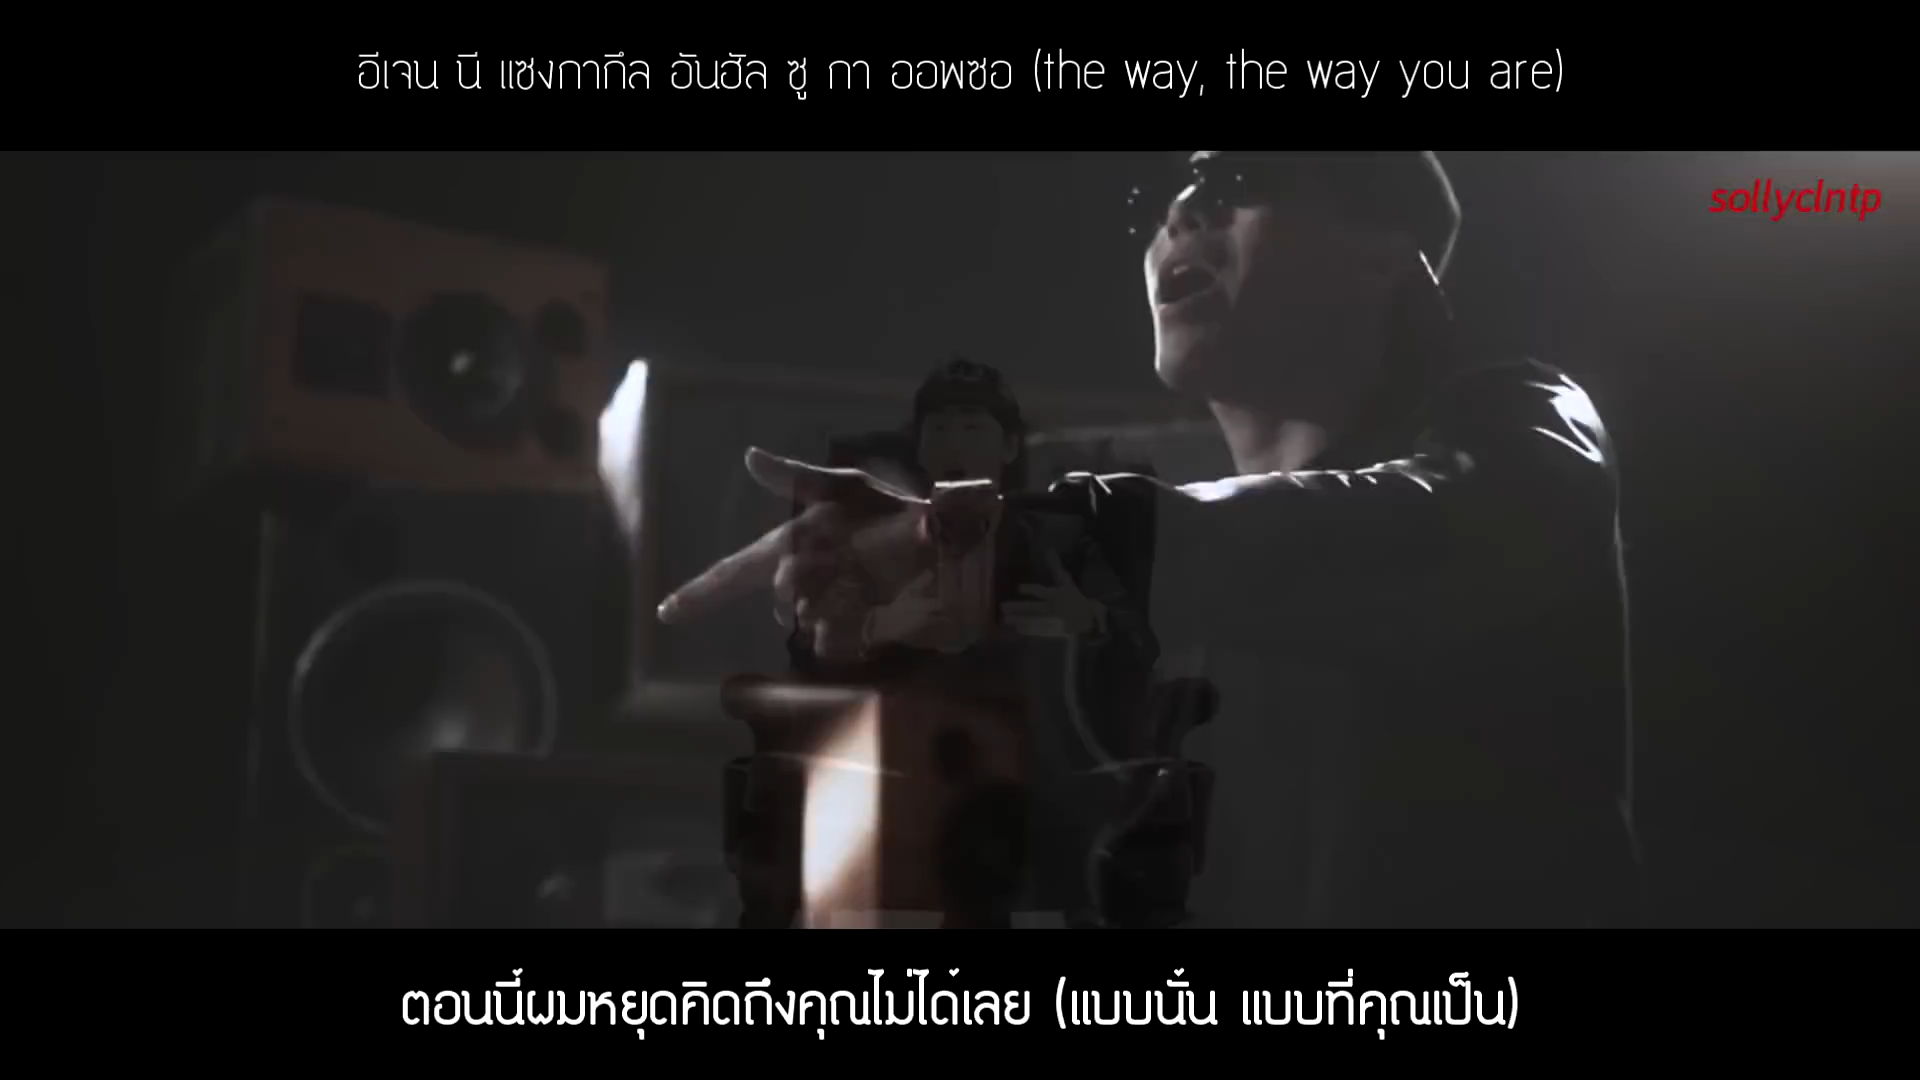 อีเจน นี แซงกากึล อันฮัล ซู กา ออพซอ (the way, the way you are)
sollyclntp
ตอนนี้ผมหยุดคิดถึงคุณไม่ได้เลย (แบบนั้น แบบที่คุณเป็น)